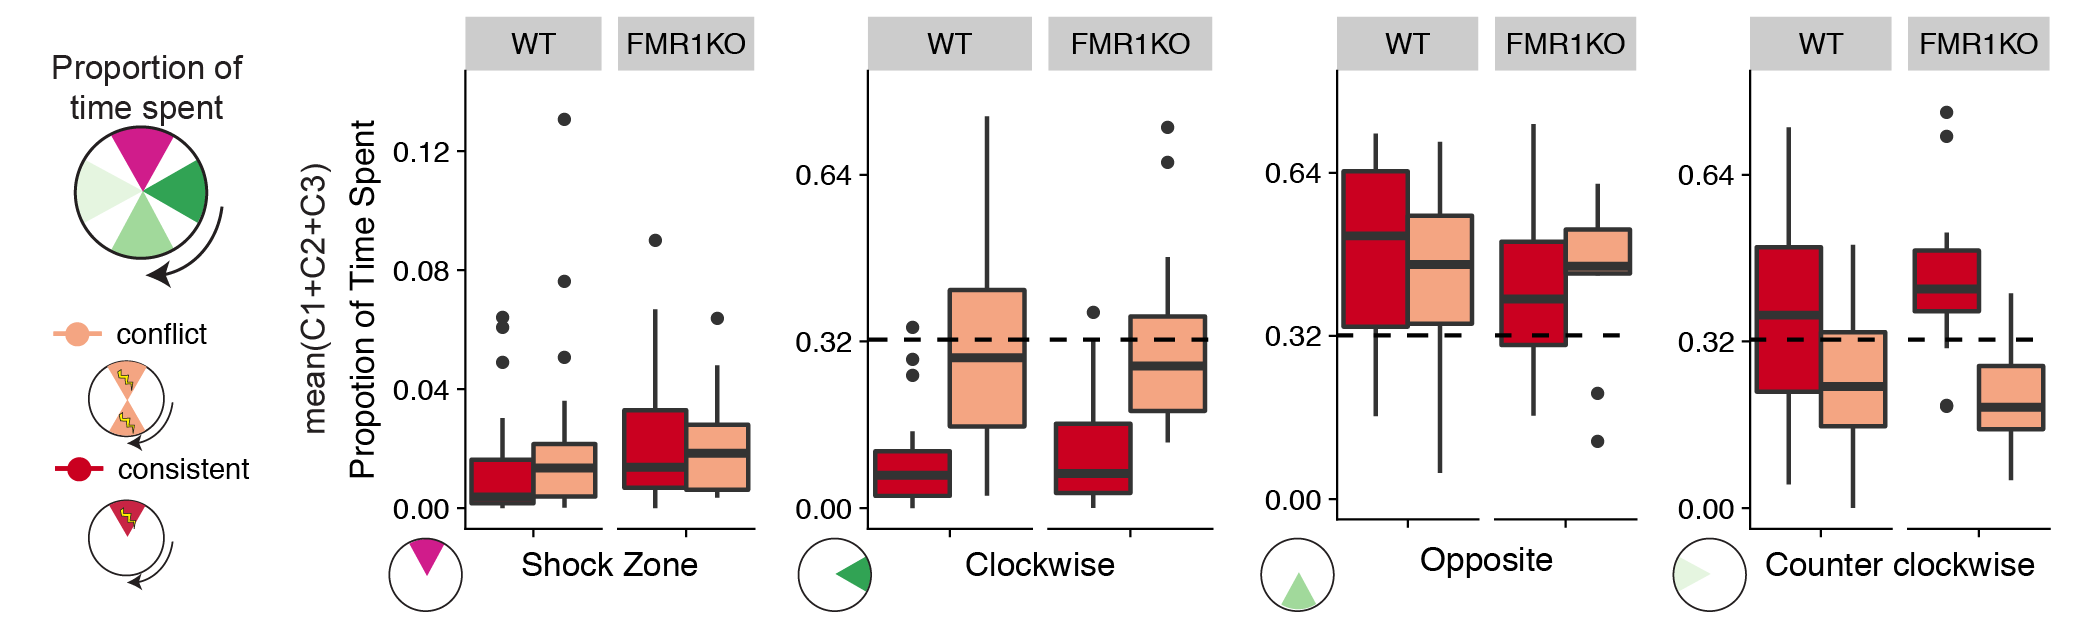 Proportion of
time spent
conflict
consistent
mean(C1+C2+C3)
Propotion of Time Spent
WT
FMR1KO
0.12
0.08
0.04
0.00
Shock Zone
WT
FMR1KO
0.64
0.32
0.00
Clockwise
WT
FMR1KO
0.64
0.32
0.00
Opposite
WT
FMR1KO
0.64
0.32
0.00
Counter clockwise